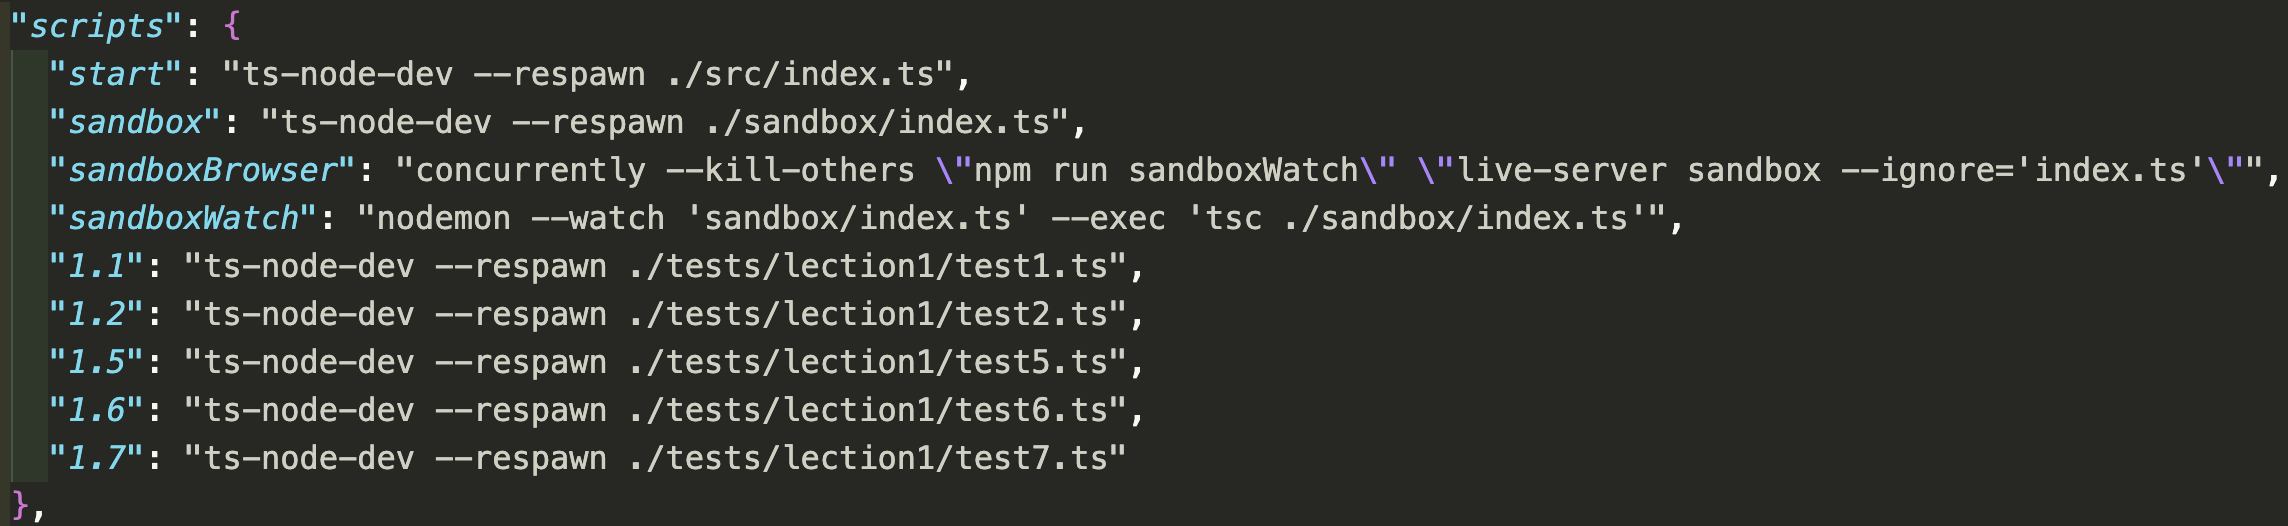 "scripts": {
"start": "ts-node-dev --respawn ./src/index.ts",
"sandbox": "ts-node-dev --respawn ./sandbox/index.ts",
"sandboxBrowser": "concurrently --kill-others \"npm run sandboxWatch\" \"live-server sandbox --ignore='index.ts'\"",
"sandboxWatch": "nodemon --watch 'sandbox/index.ts' --exec 'tsc ./sandbox/index.ts'",
"1.1": "ts-node-dev --respawn ./tests/lection1/test1.ts",
"1.2": "ts-node-dev --respawn ./tests/lection1/test2.ts",
"1.5": "ts-node-dev --respawn ./tests/lection1/test5.ts",
"1.6": "ts-node-dev --respawn ./tests/lection1/test6.ts",
"1.7": "ts-node-dev --respawn ./tests/lection1/test7.ts"
},